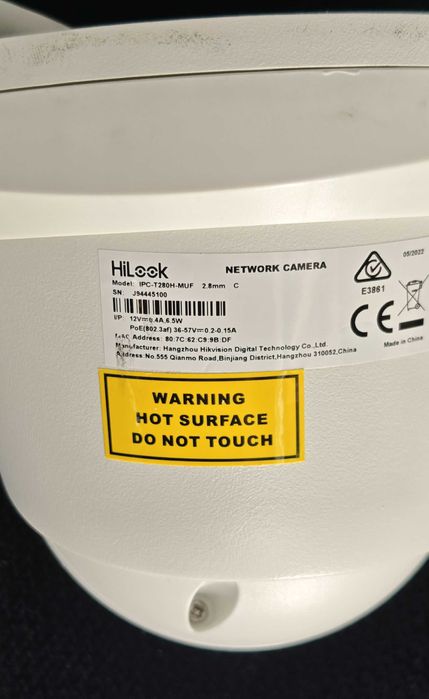 HiLook
NETWORK CAMERA
05/2022
Model: IPC-T280H-MUF 2.8mm C
SN: J94445100
E3861
I/P: 12V⎓0.4A,6.5W
PoE(802.3af) 36-57V⎓0.2-0.15A
MAC Address: 80:7C:62:C9:9B:DF
CE
Made in China
Manufacturer: Hangzhou Hikvision Digital Technology Co.,Ltd.
Address:No.555 Qianmo Road,Binjiang District,Hangzhou 310052,China
WARNING
HOT SURFACE
DO NOT TOUCH